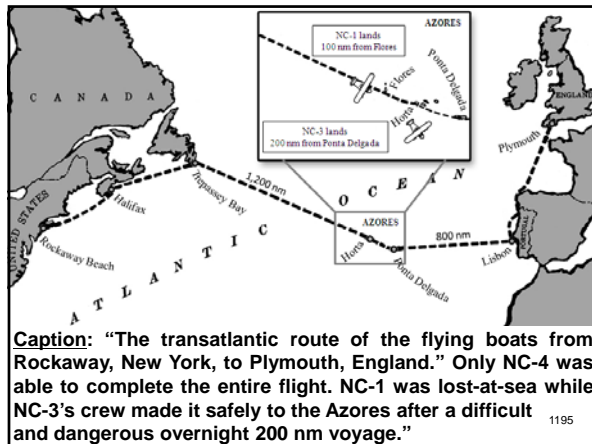 AZORES
NC-1 lands
100 nm from Flores
Flores
Horta
Ponta Delgada
NC-3 lands
200 nm from Ponta Delgada
CANADA
UNITED STATES
Rockaway Beach
Halifax
Trepassey Bay
1,200 nm
ATLANTIC
OCEAN
AZORES
Horta
Ponta Delgada
800 nm
Lisbon
PORTUGAL
Plymouth
ENGLAND
Caption: “The transatlantic route of the flying boats from
Rockaway, New York, to Plymouth, England.” Only NC-4 was
able to complete the entire flight. NC-1 was lost-at-sea while
NC-3’s crew made it safely to the Azores after a difficult
and dangerous overnight 200 nm voyage.”
1195